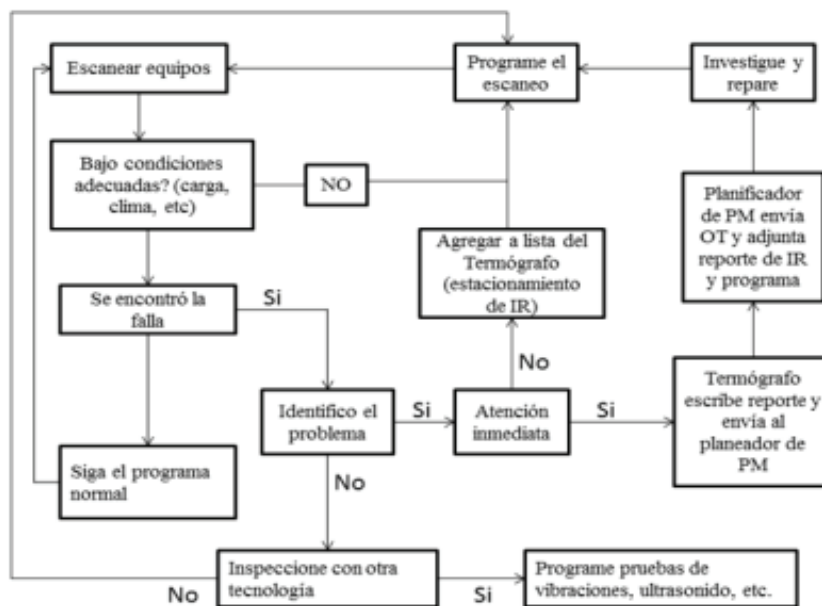 Escanear equipos
Programe el
escaneo
Investigue y
repare
Bajo condiciones
adecuadas? (carga,
clima, etc)
NO
Planificador
de PM envía
OT y adjunta
reporte de IR
y programa
Agregar a lista del
Termógrafo
(estacionamiento
de IR)
Se encontró la
falla
Si
No
Identifico el
problema
Si
Atención
inmediata
Si
Termógrafo
escribe reporte y
envía al
planeador de
PM
Siga el programa
normal
No
Inspeccione con otra
tecnología
No
Si
Programe pruebas de
vibraciones, ultrasonido, etc.